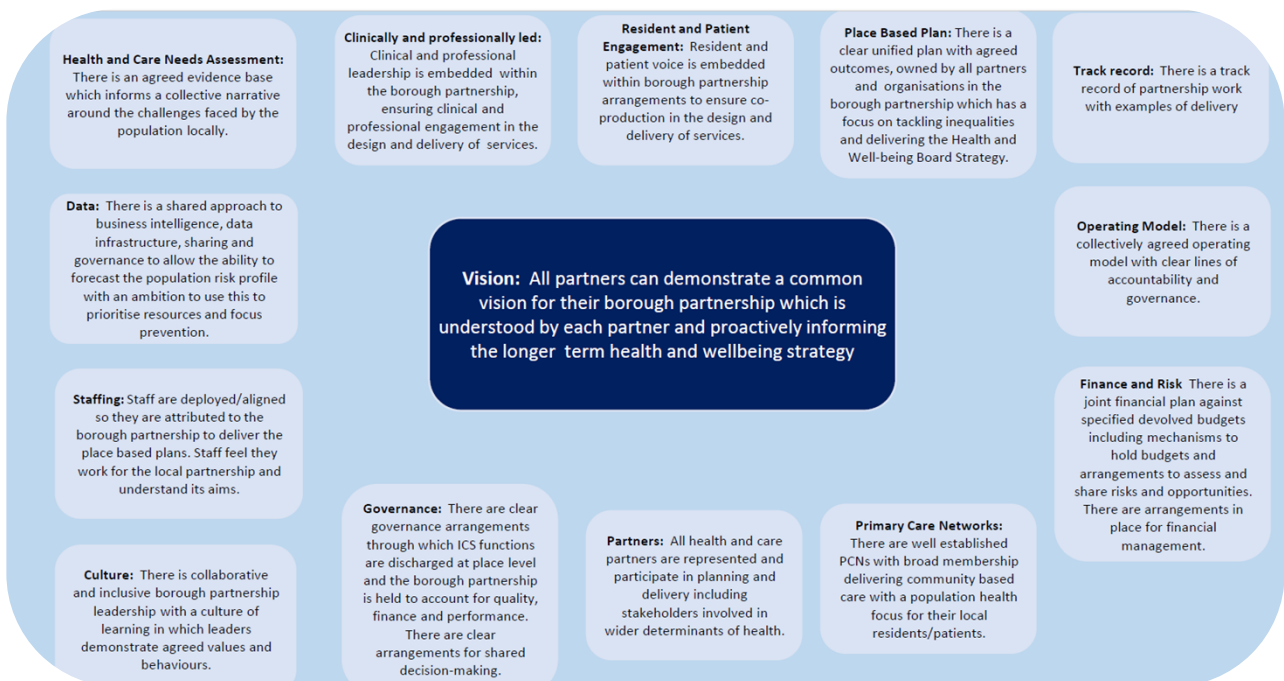 Health and Care Needs Assessment:
There is an agreed evidence base
which informs a collective narrative
around the challenges faced by the
population locally.
Clinically and professionally led:
Clinical and professional
leadership is embedded within
the borough partnership,
ensuring clinical and
professional engagement in the
design and delivery of services.
Resident and Patient
Engagement: Resident and
patient voice is embedded
within borough partnership
arrangements to ensure co-
production in the design and
delivery of services.
Place Based Plan: There is a
clear unified plan with agreed
outcomes, owned by all partners
and organisations in the
borough partnership which has a
focus on tackling inequalities
and delivering the Health and
Well-being Board Strategy.
Track record: There is a track
record of partnership work
with examples of delivery
Data: There is a shared approach to
business intelligence, data
infrastructure, sharing and
governance to allow the ability to
forecast the population risk profile
with an ambition to use this to
prioritise resources and focus
prevention.
Vision: All partners can demonstrate a common
vision for their borough partnership which is
understood by each partner and proactively informing
the longer term health and wellbeing strategy
Operating Model: There is a
collectively agreed operating
model with clear lines of
accountability and
governance.
Staffing: Staff are deployed/aligned
so they are attributed to the
borough partnership to deliver the
place based plans. Staff feel they
work for the local partnership and
understand its aims.
Finance and Risk There is a
joint financial plan against
specified devolved budgets
including mechanisms to
hold budgets and
arrangements to assess and
share risks and opportunities.
There are arrangements in
place for financial
management.
Culture: There is collaborative
and inclusive borough partnership
leadership with a culture of
learning in which leaders
demonstrate agreed values and
behaviours.
Governance: There are clear
governance arrangements
through which ICS functions
are discharged at place level
and the borough partnership
is held to account for quality,
finance and performance.
There are clear
arrangements for shared
decision-making.
Partners: All health and care
partners are represented and
participate in planning and
delivery including
stakeholders involved in
wider determinants of health.
Primary Care Networks:
There are well established
PCNs with broad membership
delivering community based
care with a population health
focus for their local
residents/patients.